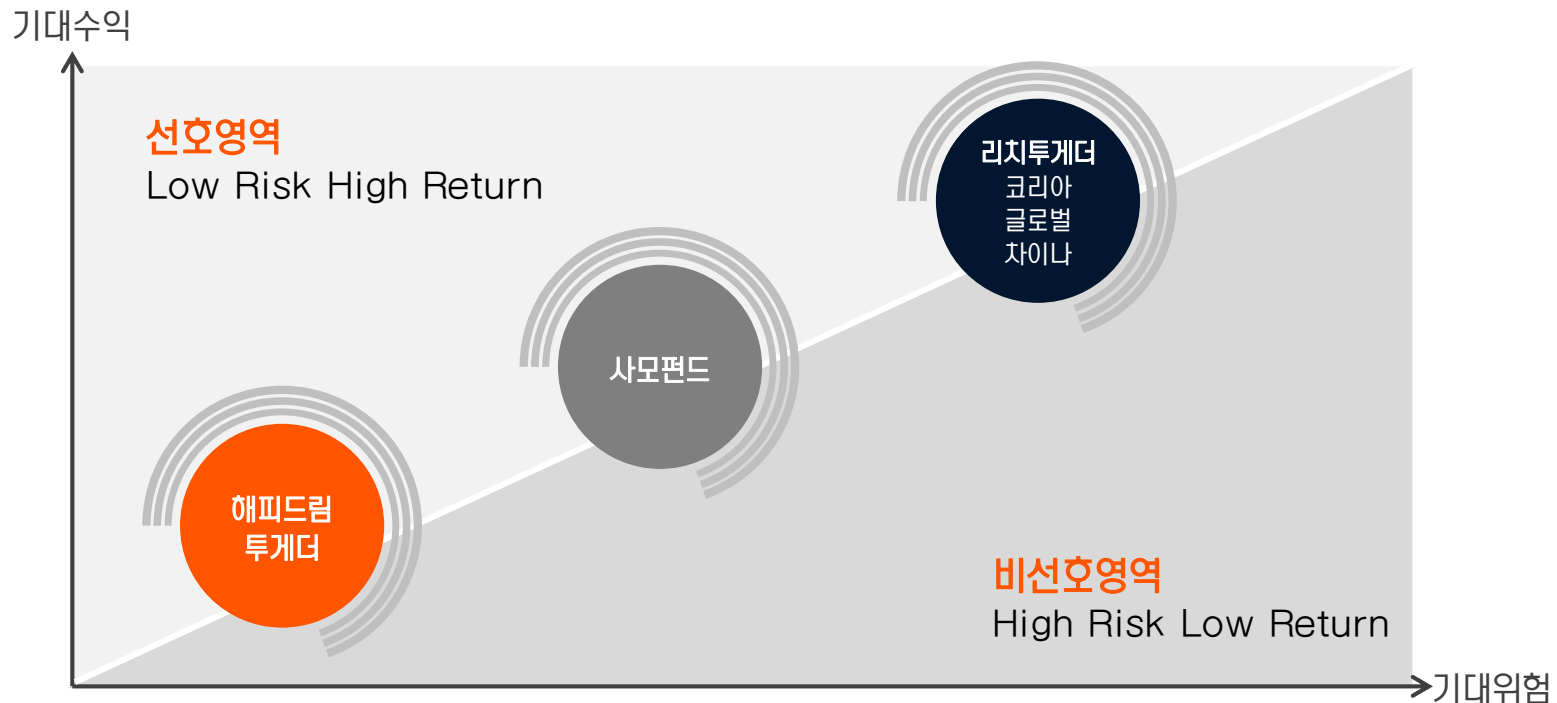 기대수익
선호영역
Low Risk High Return
리치투게더
코리아
글로벌
차이나
사모펀드
해피드림
투게더
비선호영역
High Risk Low Return
기대위험